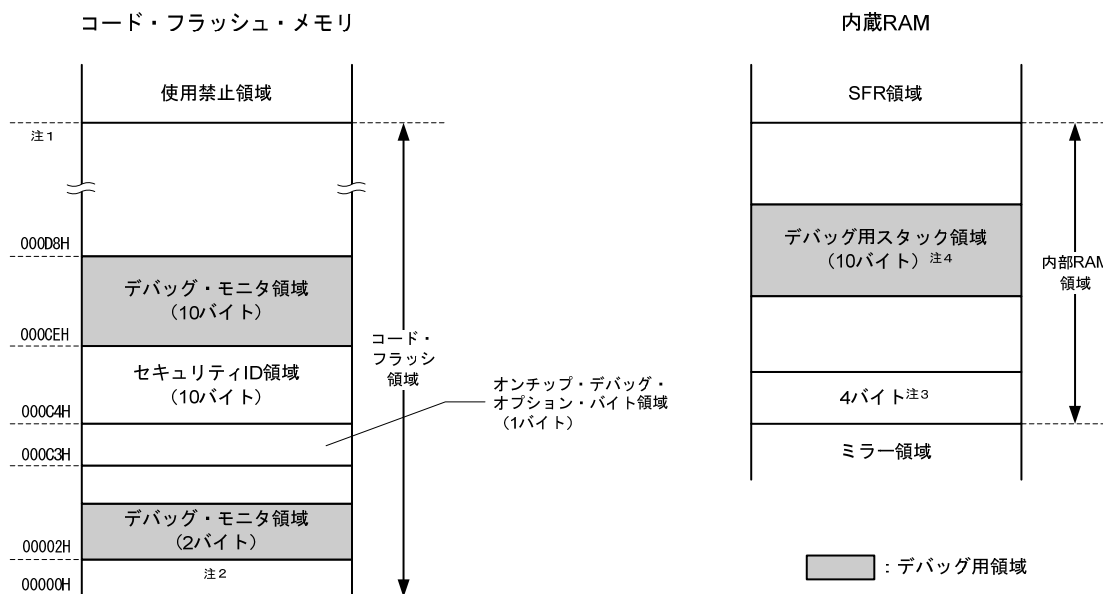 コード・フラッシュ・メモリ
使用禁止領域
注1
000D8H
デバッグ・モニタ領域
(10バイト)
000CEH
セキュリティID領域
(10バイト)
000C4H
000C3H
デバッグ・モニタ領域
(2バイト)
00002H
注2
00000H
コード・
フラッシ
領域
オンチップ・デバッグ・
オプション・バイト領域
(1バイト)
内蔵RAM
SFR領域
デバッグ用スタック領域
(10バイト) 注4
内部RAM
領域
4バイト注3
ミラー領域
:デバッグ用領域